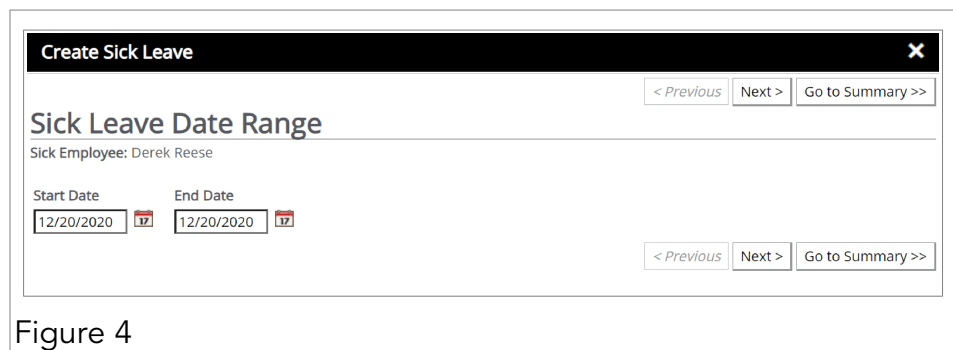 Create Sick Leave ×
< Previous Next > Go to Summary >>
Sick Leave Date Range
Sick Employee: Derek Reese
Start Date End Date
12/20/2020 17 12/20/2020 17
< Previous Next > Go to Summary >>
Figure 4